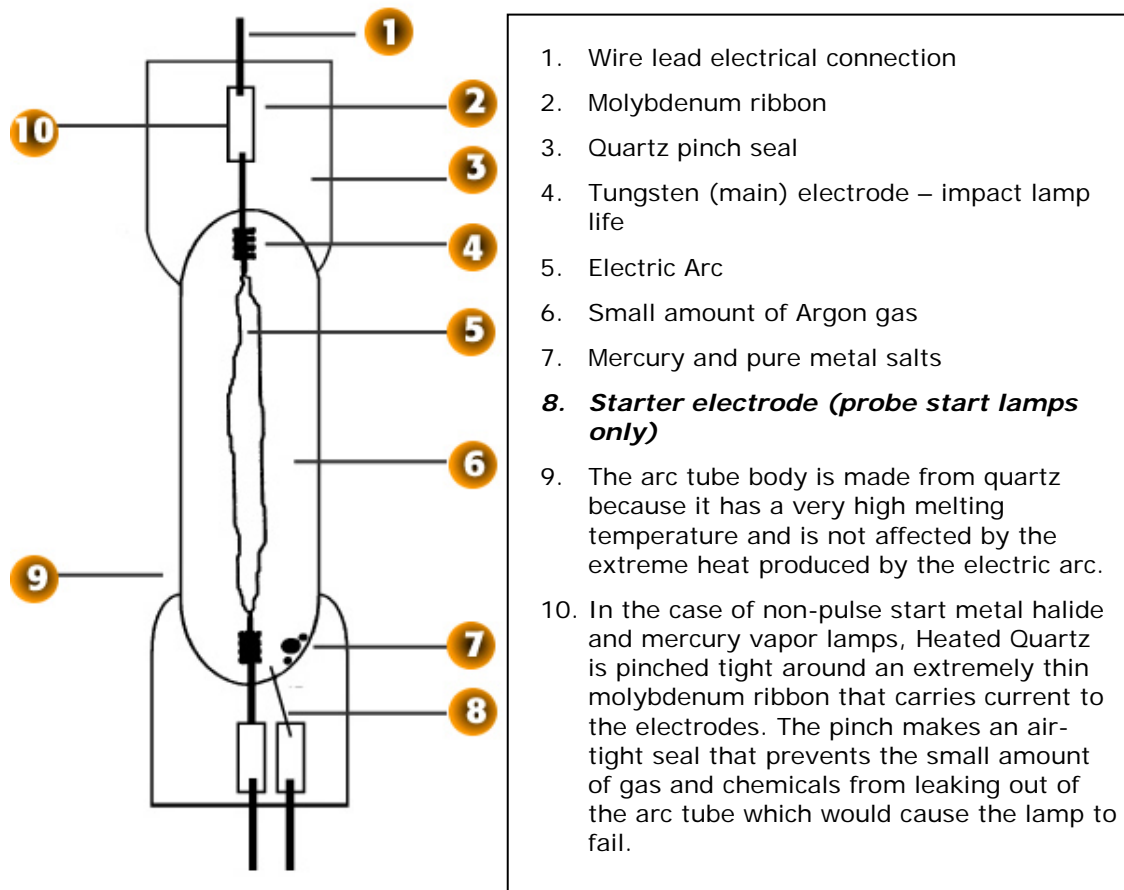 1
2
10
3
4
5
6
9
7
8
1. Wire lead electrical connection
2. Molybdenum ribbon
3. Quartz pinch seal
4. Tungsten (main) electrode – impact lamp
life
5. Electric Arc
6. Small amount of Argon gas
7. Mercury and pure metal salts
8. Starter electrode (probe start lamps
only)
9. The arc tube body is made from quartz
because it has a very high melting
temperature and is not affected by the
extreme heat produced by the electric arc.
10. In the case of non-pulse start metal halide
and mercury vapor lamps, Heated Quartz
is pinched tight around an extremely thin
molybdenum ribbon that carries current to
the electrodes. The pinch makes an air-
tight seal that prevents the small amount
of gas and chemicals from leaking out of
the arc tube which would cause the lamp to
fail.